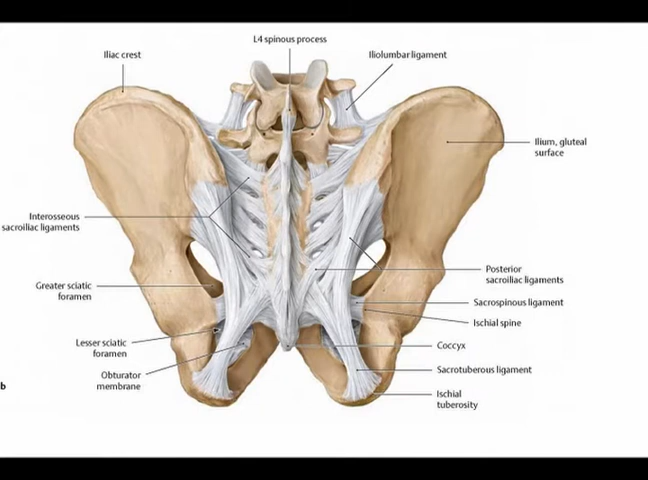 L4 spinous process
Iliac crest
Iliolumbar ligament
Ilium, gluteal
surface
Interosseous
sacroiliac ligaments
Posterior
sacroiliac ligaments
Greater sciatic
foramen
Sacrospinous ligament
Ischial spine
Lesser sciatic
foramen
Coccyx
Obturator
membrane
Sacrotuberous ligament
b
Ischial
tuberosity